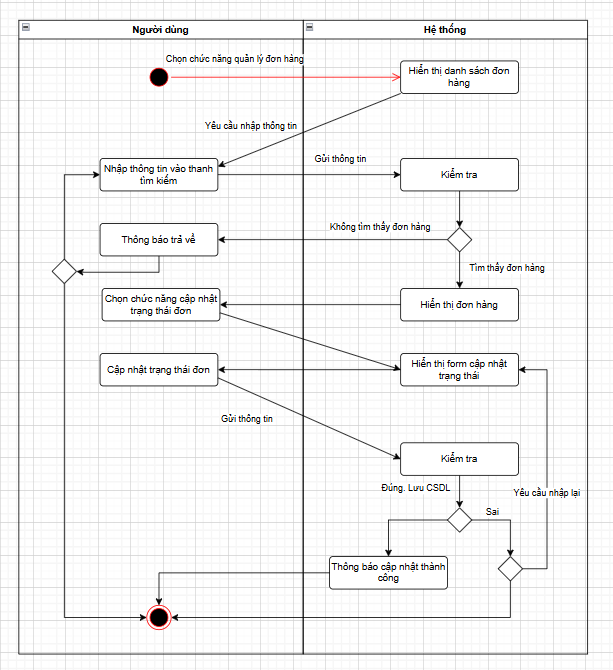 Người dùng
Hệ thống
Chọn chức năng quản lý đơn hàng
Hiển thị danh sách đơn
hàng
Yêu cầu nhập thông tin
Nhập thông tin vào thanh
tìm kiếm
Gửi thông tin
Kiểm tra
Thông báo trả về
Không tìm thấy đơn hàng
Tìm thấy đơn hàng
Chọn chức năng cập nhật
trạng thái đơn
Hiển thị đơn hàng
Cập nhật trạng thái đơn
Hiển thị form cập nhật
trạng thái
Gửi thông tin
Kiểm tra
Đúng. Lưu CSDL
Yêu cầu nhập lại
Sai
Thông báo cập nhật thành
công